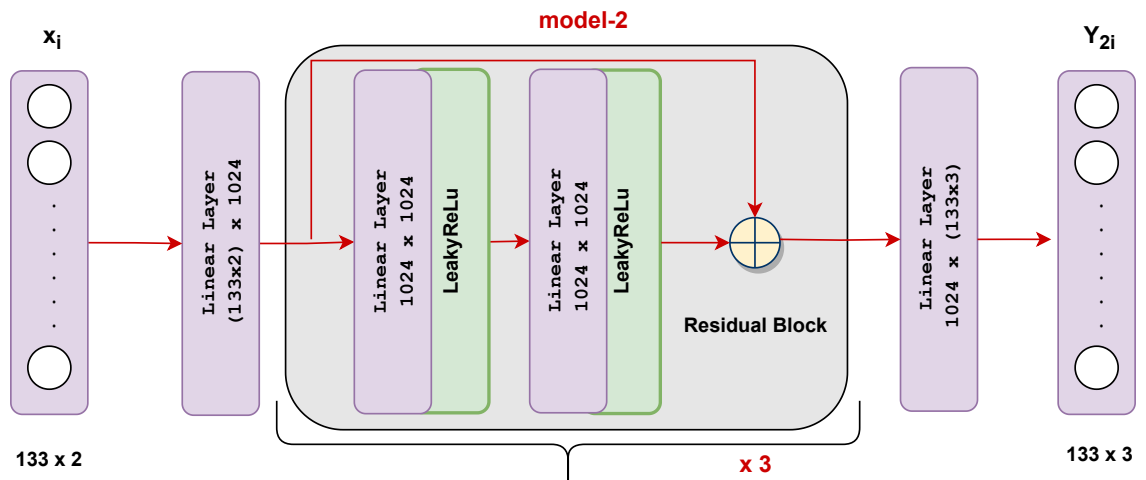 model-2
xi
Y2i
Linear Layer
(133x2) x 1024
Linear Layer
1024 x 1024
LeakyReLu
Linear Layer
1024 x 1024
LeakyReLu
Residual Block
Linear Layer
1024 x (133x3)
133 x 2
x 3
133 x 3